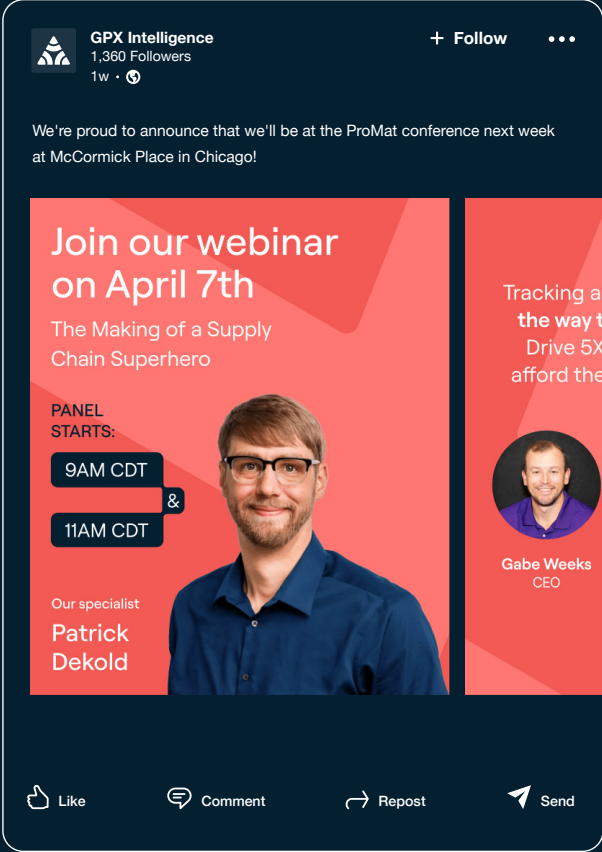 GPX Intelligence
+ Follow
1,360 Followers
1w •
We're proud to announce that we'll be at the ProMat conference next week
at McCormick Place in Chicago!
Join our webinar
on April 7th
The Making of a Supply
Chain Superhero
PANEL
STARTS:
9AM CDT
&
11AM CDT
Our specialist
Patrick
Dekold
Tracking a
the way t
Drive 5X
afford the
Gabe Weeks
CEO
Like
Comment
Repost
Send